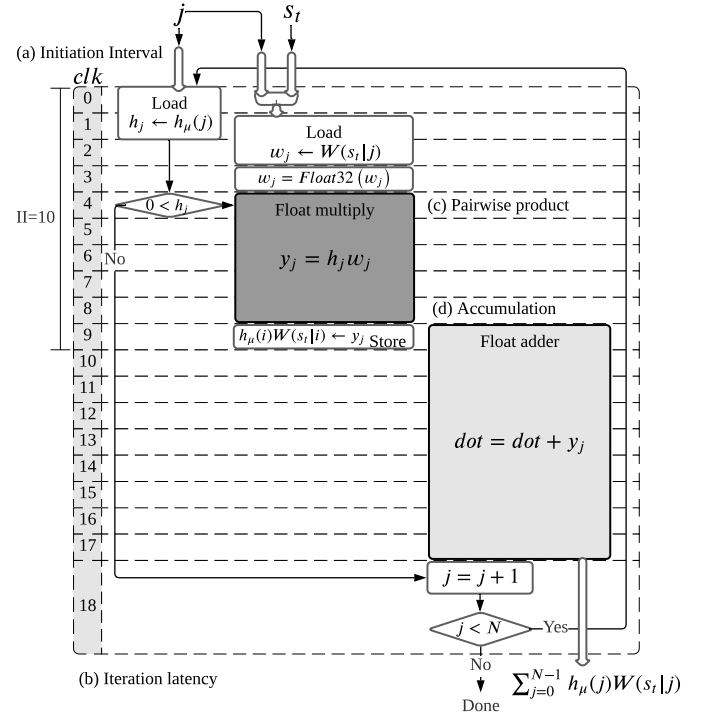 j
s_t
(a) Initiation Interval
clk
0
Load
h_j ← h_μ(j)
1
Load
2
w_j ← W(s_t|j)
3
w_j = Float32 (w_j)
4
0 < h_j
Float multiply
(c) Pairwise product
II=10
5
No
6
y_j = h_j w_j
7
8
(d) Accumulation
9
h_μ(i)W(s_t|i) ← y_j Store
Float adder
10
11
12
13
dot = dot + y_j
14
15
16
17
j = j + 1
18
j < N
Yes
No
(b) Iteration latency
∑_{j=0}^{N−1} h_μ(j)W(s_t|j)
Done